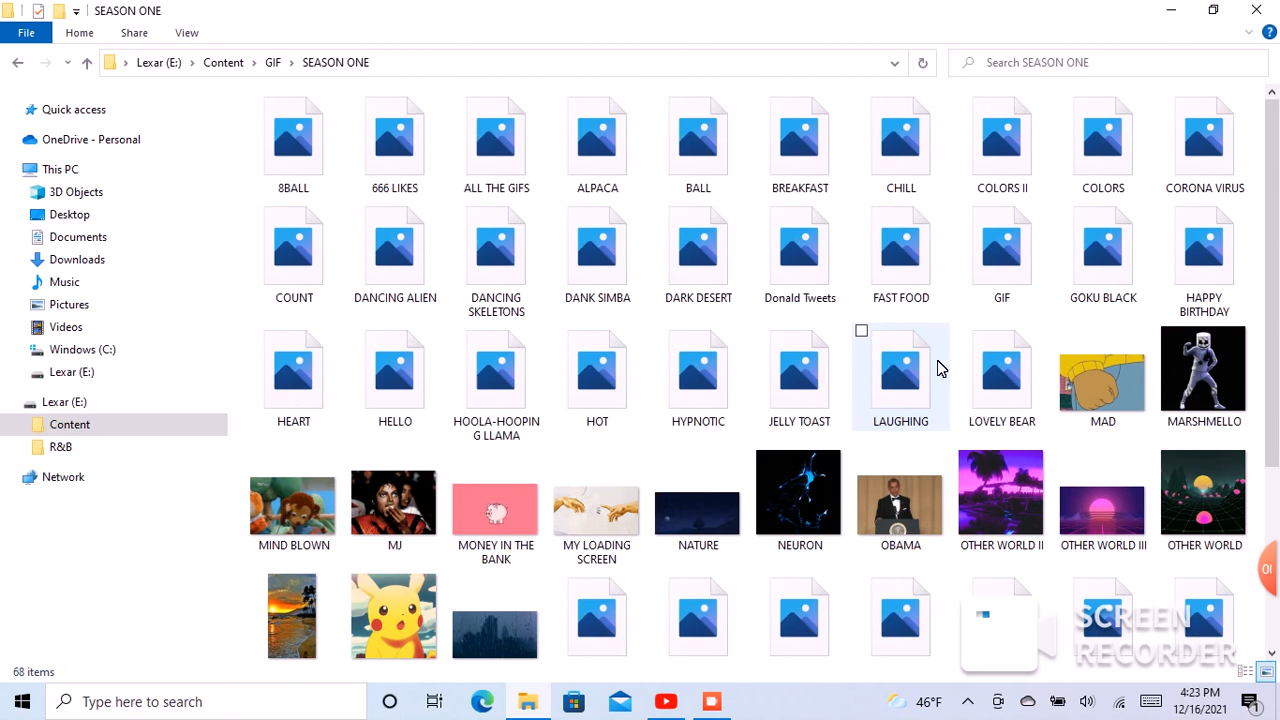 SEASON ONE
File Home Share View
Lexar (E:) Content GIF SEASON ONE
Search SEASON ONE
Quick access
OneDrive - Personal
This PC
3D Objects
Desktop
Documents
Downloads
Music
Pictures
Videos
Windows (C:)
Lexar (E:)
Lexar (E:)
Content
R&B
Network
8BALL 666 LIKES ALL THE GIFS ALPACA BALL BREAKFAST CHILL COLORS II COLORS CORONA VIRUS
COUNT DANCING ALIEN DANCING SKELETONS DANK SIMBA DARK DESERT Donald Tweets FAST FOOD GIF GOKU BLACK HAPPY BIRTHDAY
HEART HELLO HOOLA-HOOPING LLAMA HOT HYPNOTIC JELLY TOAST LAUGHING LOVELY BEAR MAD MARSHMELLO
MIND BLOWN MJ MONEY IN THE BANK MY LOADING SCREEN NATURE NEURON OBAMA OTHER WORLD II OTHER WORLD III OTHER WORLD
SCREEN
RECORDER
00
68 items
Type here to search
46°F
4:23 PM
12/16/2021
1